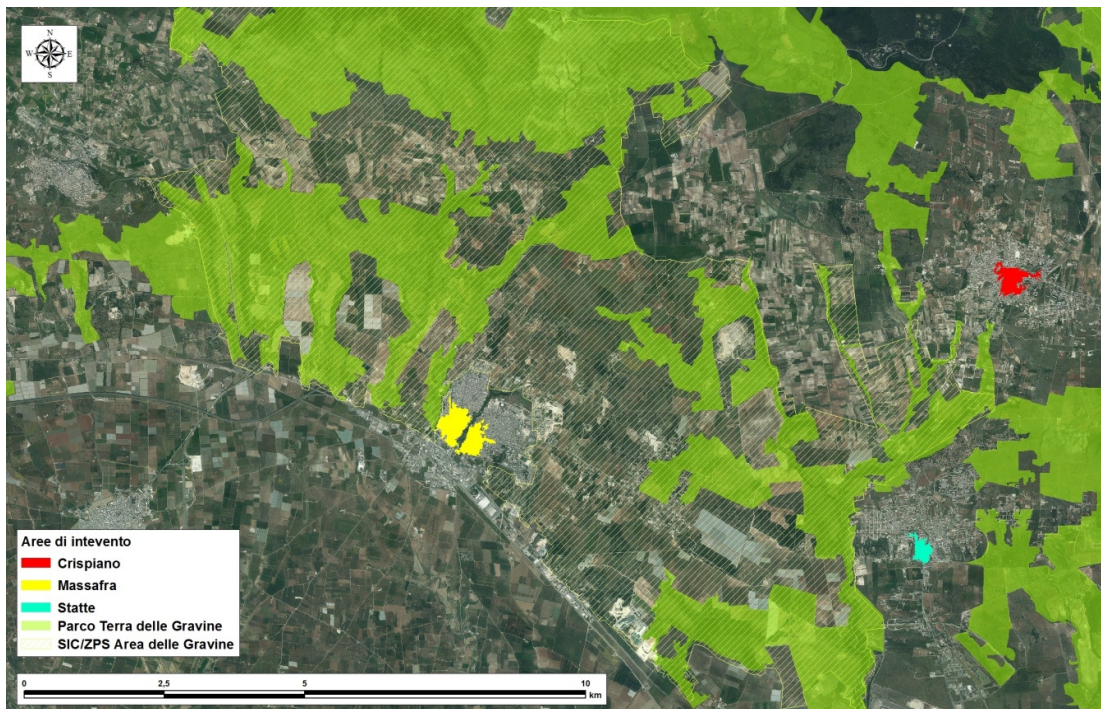 N
W E
S
Aree di intevento
Crispiano
Massafra
Statte
Parco Terra delle Gravine
SIC/ZPS Area delle Gravine
0 2,5 5 10
km